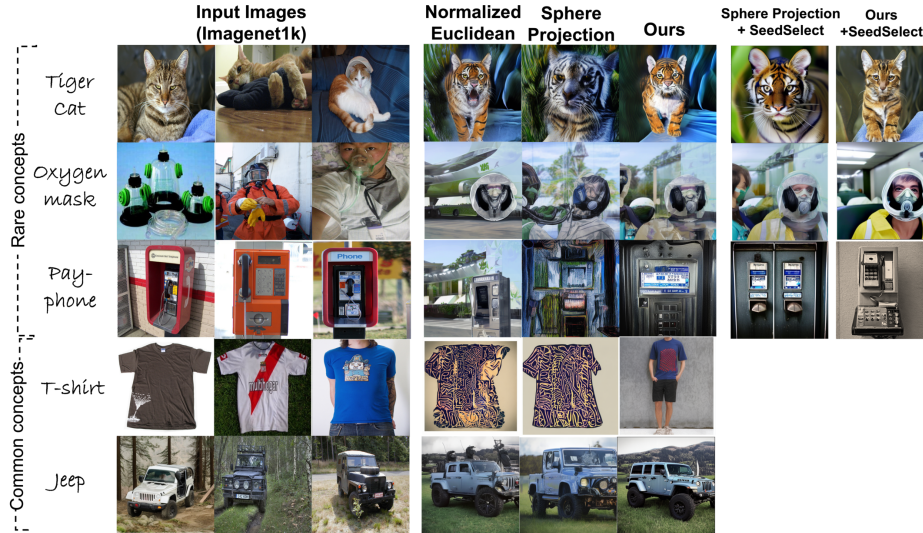 Input Images
(Imagenet1k)
Normalized
Euclidean
Sphere
Projection
Ours
Sphere Projection
+ SeedSelect
Ours
+SeedSelect
Rare concepts
Common concepts
Tiger
Cat
Oxygen
mask
Pay-
phone
Phone
T-shirt
Jeep